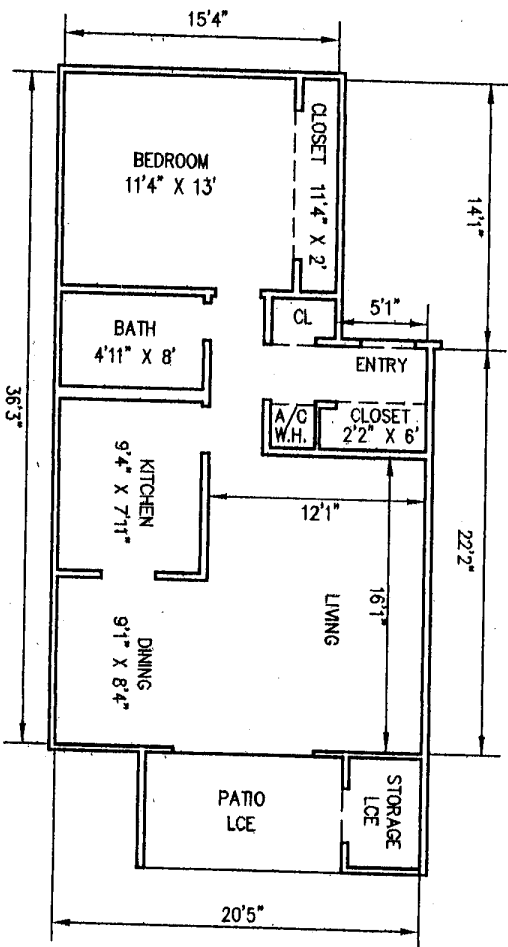 15'4"
CLOSET 11'4" X 2'
BEDROOM
11'4" X 13'
14'1"
5'1"
CL
BATH
4'11" X 8'
ENTRY
A/C
W.H.
CLOSET
2'2" X 6'
36'3"
KITCHEN
9'4" X 7'11"
12'1"
22'2"
16'1"
LIVING
DINING
9'1" X 8'4"
PATIO
LCE
STORAGE
LCE
20'5"